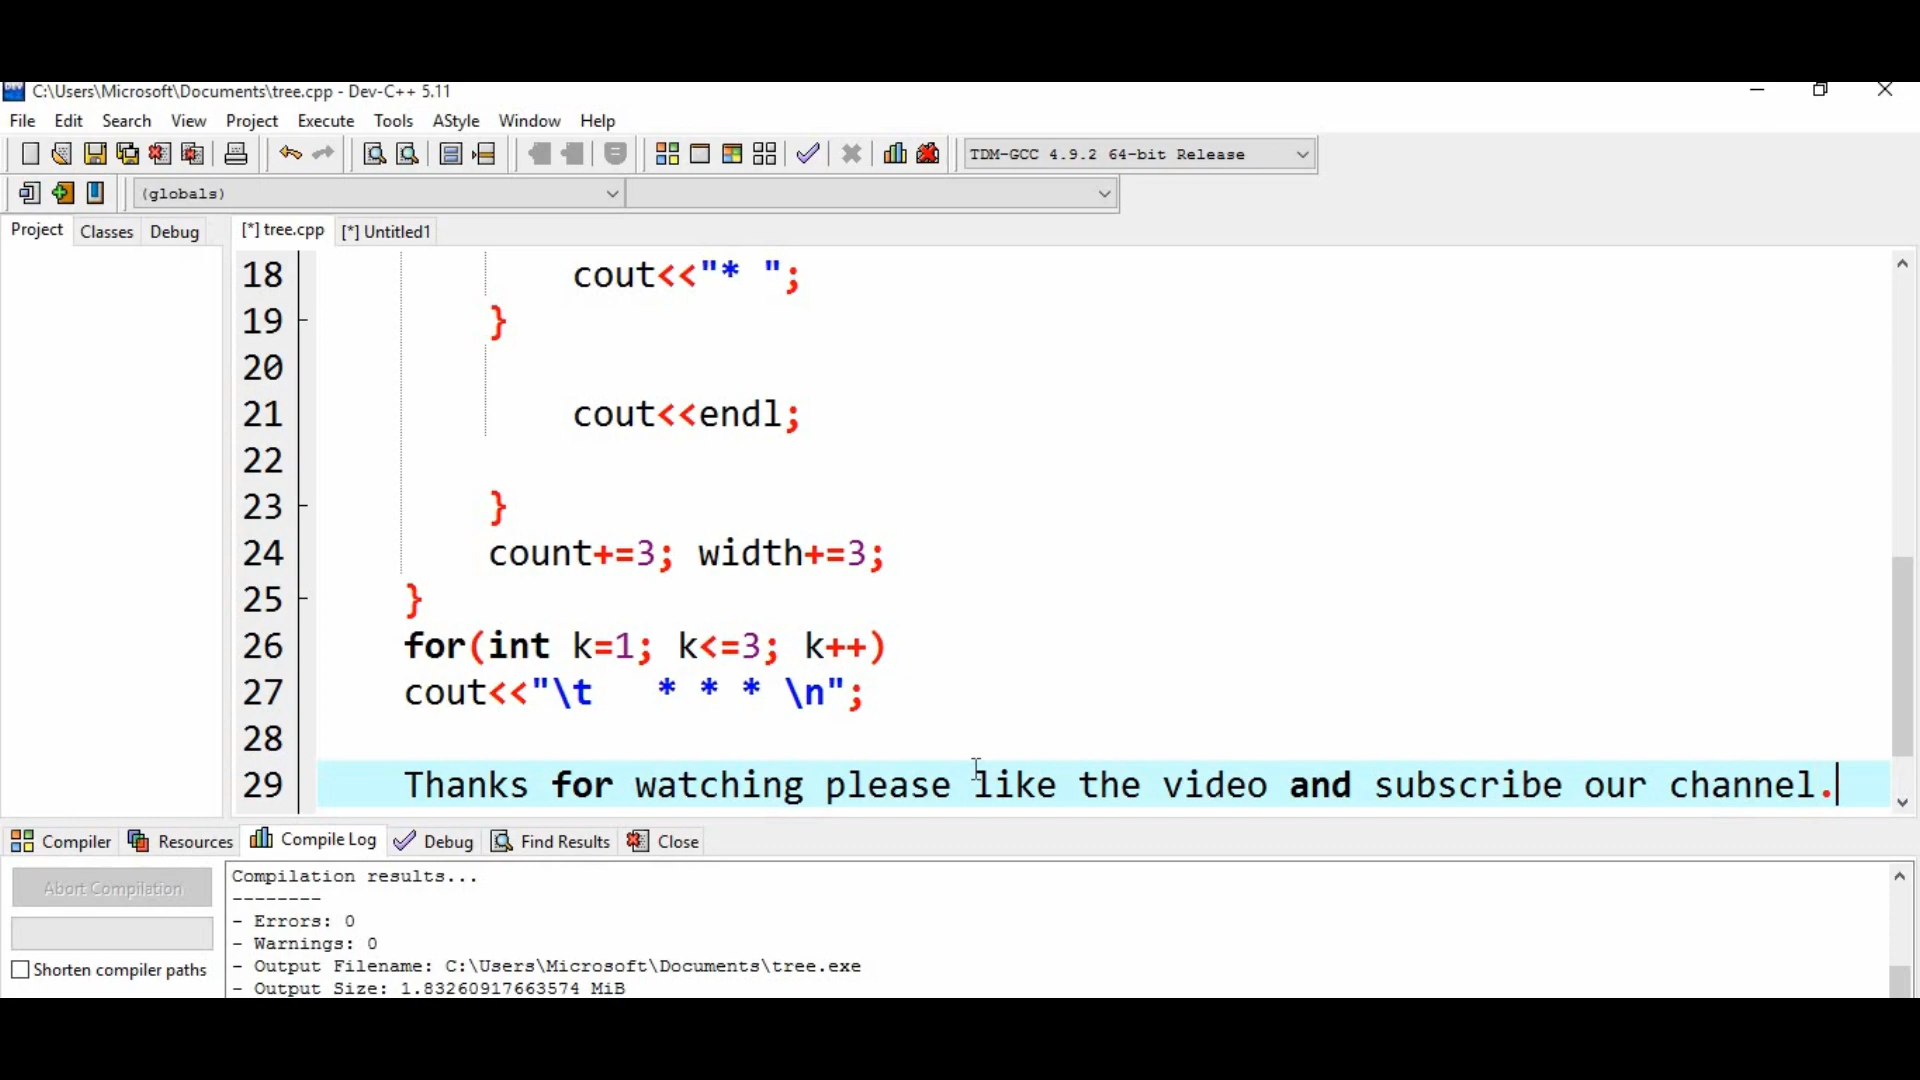 C:\Users\Microsoft\Documents\tree.cpp - Dev-C++ 5.11
File Edit Search View Project Execute Tools AStyle Window Help
TDM-GCC 4.9.2 64-bit Release
(globals)
Project Classes Debug [*] tree.cpp [*] Untitled1
18 cout<<"* ";
19 }
20
21 cout<<endl;
22
23 }
24 count+=3; width+=3;
25 }
26 for(int k=1; k<=3; k++)
27 cout<<"\t   * * * \n";
28
29 Thanks for watching please like the video and subscribe our channel.
Compiler Resources Compile Log Debug Find Results Close
Abort Compilation
Shorten compiler paths
Compilation results...
--------
- Errors: 0
- Warnings: 0
- Output Filename: C:\Users\Microsoft\Documents\tree.exe
- Output Size: 1.83260917663574 MiB